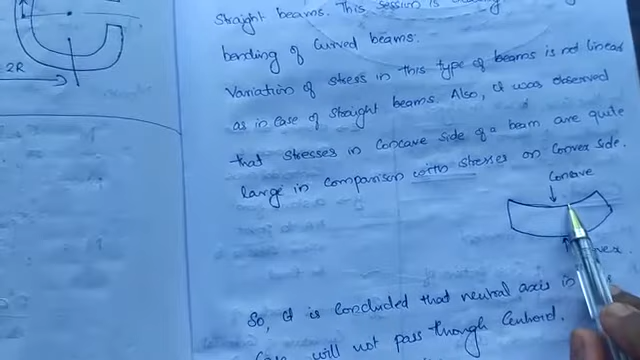 = 2R
straight beams. This session is
bending of curved beams.
Variation of stress in this type of beams is not linear
as in case of straight beams. Also, it was observed
that stresses in concave side of a beam are quite
large in comparison with stresses on convex side.
Concave
So, it is concluded that neutral axis in
will not pass through Centroid.